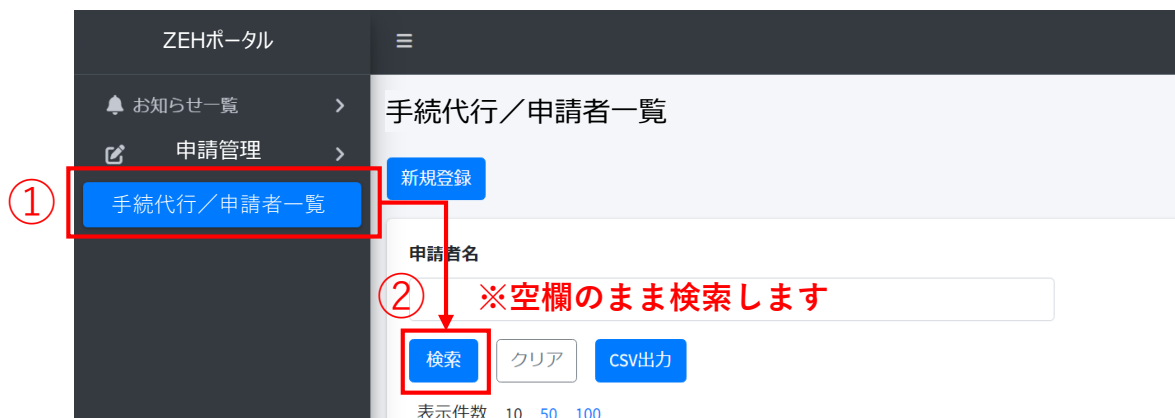 ZEHポータル
お知らせ一覧
申請管理
① 手続代行／申請者一覧
手続代行／申請者一覧
新規登録
申請者名
② ※空欄のまま検索します
検索 クリア CSV出力
表示件数 10 50 100